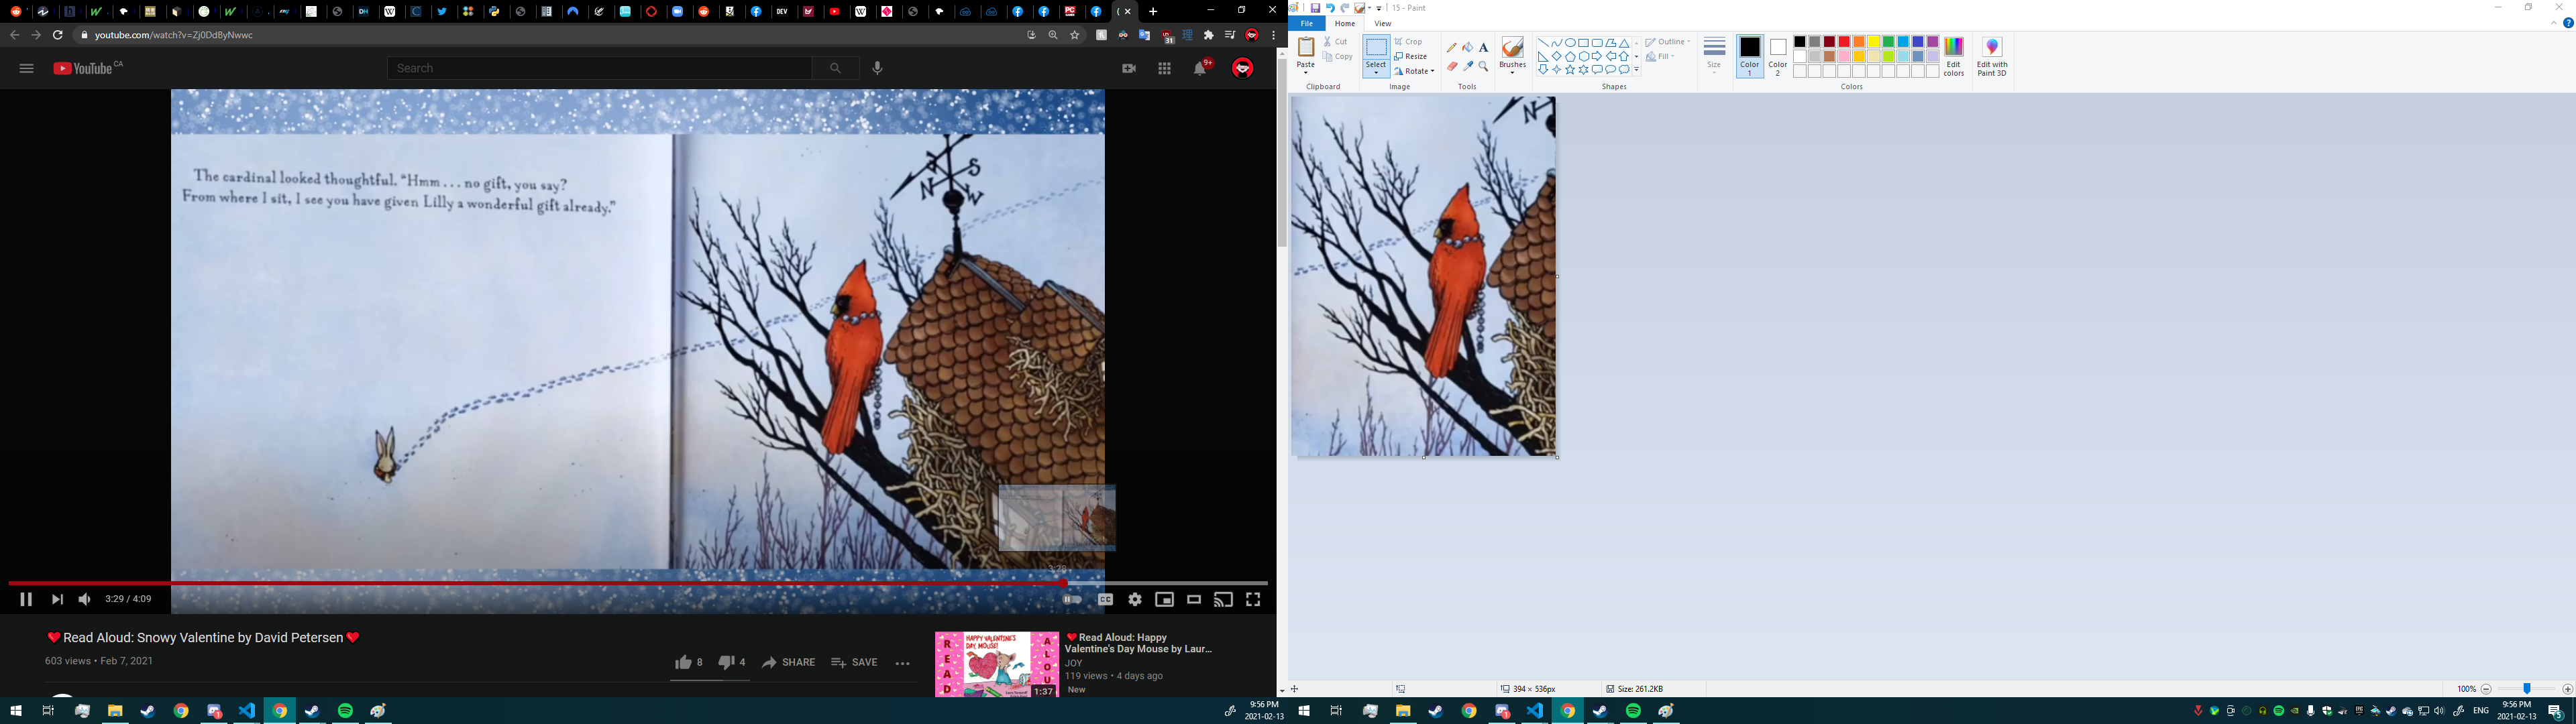 youtube.com/watch?v=Zj0DdByNwwc
YouTube CA
Search
9+
31
The cardinal looked thoughtful. "Hmm . . . no gift, you say?
From where I sit, I see you have given Lilly a wonderful gift already."
N
S
W
3:29 / 4:09
CC
❤️Read Aloud: Snowy Valentine by David Petersen❤️
603 views • Feb 7, 2021
8
4
SHARE
SAVE
READ
HAPPY VALENTINE'S
DAY, MOUSE!
ALOUD
1:37
❤️Read Aloud: Happy
Valentine's Day Mouse by Laur...
JOY
119 views • 4 days ago
New
9:56 PM
2021-02-13
15 - Paint
File
Home
View
Paste
Cut
Copy
Clipboard
Select
Crop
Resize
Rotate
Image
A
Tools
Brushes
Outline
Fill
Shapes
Size
Color
1
Color
2
Edit
colors
Colors
Edit with
Paint 3D
394 × 536px
Size: 261.2KB
100%
ENG
9:56 PM
2021-02-13